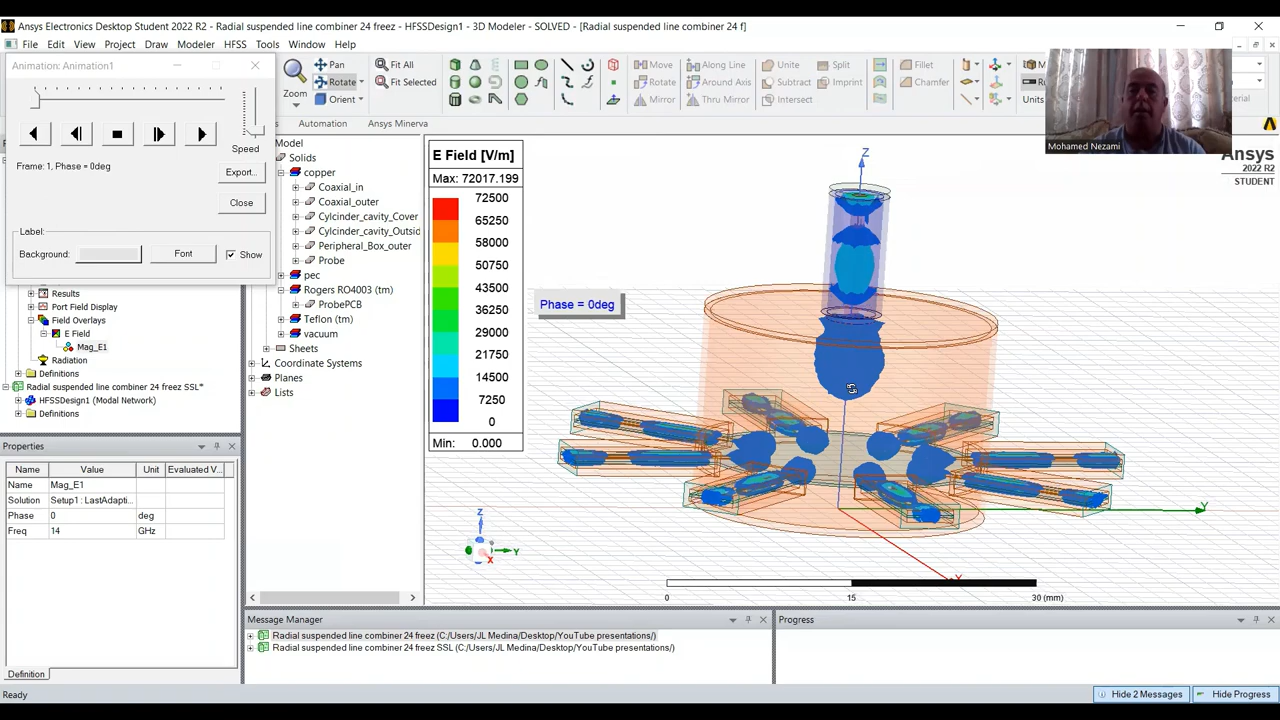 Ansys Electronics Desktop Student 2022 R2 - Radial suspended line combiner 24 freez - HFSSDesign1 - 3D Modeler - SOLVED - [Radial suspended line combiner 24 f]
File Edit View Project Draw Modeler HFSS Tools Window Help
Animation: Animation1
Speed
Frame: 1, Phase = 0deg
Export...
Close
Label:
Background:
Font
Show
Zoom
Pan
Rotate
Orient
Fit All
Fit Selected
Move
Rotate
Mirror
Along Line
Around Axis
Thru Mirror
Unite
Subtract
Intersect
Split
Imprint
Fillet
Chamfer
Units
Automation Ansys Minerva
Mohamed Nezami
Ansys
2022 R2
STUDENT
Results
Port Field Display
Field Overlays
E Field
Mag_E1
Radiation
Definitions
Radial suspended line combiner 24 freez SSL*
HFSSDesign1 (Modal Network)
Definitions
Model
Solids
copper
Coaxial_in
Coaxial_outer
Cylcinder_cavity_Cover
Cylcinder_cavity_Outsid
Peripheral_Box_outer
Probe
pec
Rogers RO4003 (tm)
ProbePCB
Teflon (tm)
vacuum
Sheets
Coordinate Systems
Planes
Lists
E Field [V/m]
Max: 72017.199
72500
65250
58000
50750
43500
36250
29000
21750
14500
7250
0
Min: 0.000
Phase = 0deg
Z
Y
X
Z
Y
X
0 15 30 (mm)
Properties
Name Value Unit Evaluated V...
Name Mag_E1
Solution Setup1 : LastAdapti...
Phase 0 deg
Freq 14 GHz
Definition
Message Manager
Radial suspended line combiner 24 freez (C:/Users/JL Medina/Desktop/YouTube presentations/)
Radial suspended line combiner 24 freez SSL (C:/Users/JL Medina/Desktop/YouTube presentations/)
Progress
Ready
Hide 2 Messages
Hide Progress